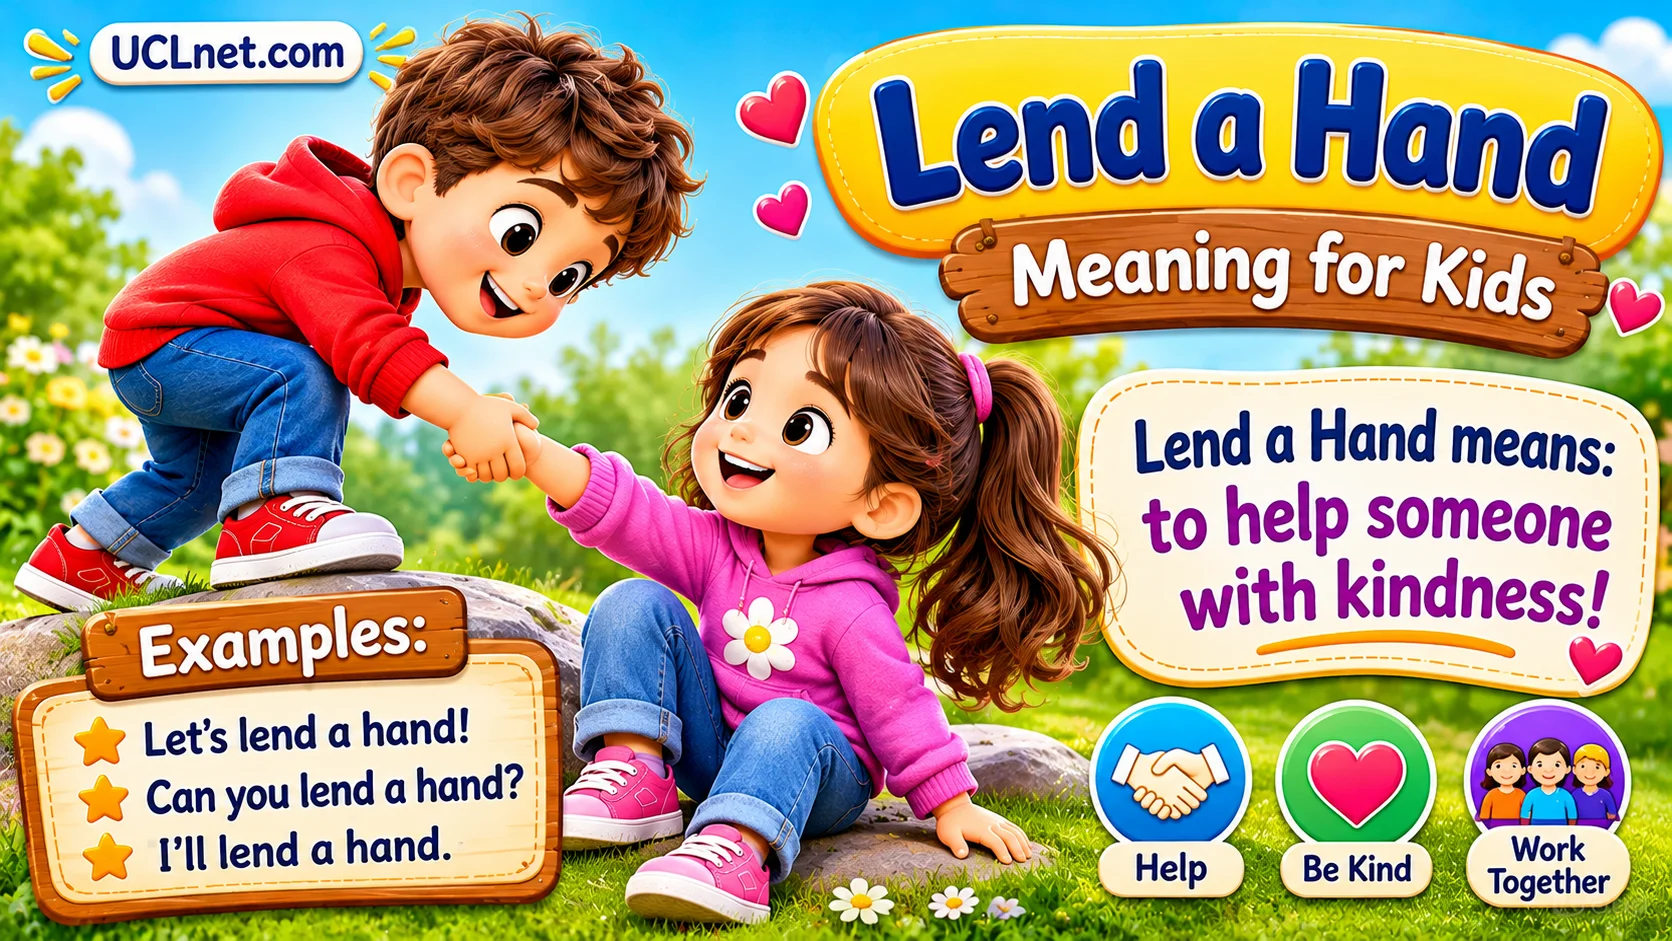 UCLnet.com
Lend a Hand
Meaning for Kids
Lend a Hand means:
to help someone
with kindness!
Examples:
Let's lend a hand!
Can you lend a hand?
I'll lend a hand.
Help
Be Kind
Work
Together